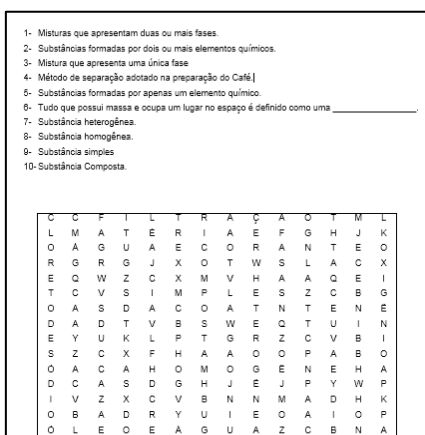 1- Misturas que apresentam duas ou mais fases.
2- Substâncias formadas por dois ou mais elementos químicos.
3- Mistura que apresenta uma única fase
4- Método de separação adotado na preparação do Café.
5- Substâncias formadas por apenas um elemento químico.
6- Tudo que possui massa e ocupa um lugar no espaço é definido como uma ____________________.
7- Substância heterogênea.
8- Substância homogênea.
9- Substância simples
10- Substância Composta.
C C F I L T R A Ç A O T M L
L M A T É R I A E F G H J K
O A G U A E C O R A N T E O
R G R G J X O T W S L A C X
E Q W Z C X M V H A A Q E I
T C V S I M P L E S Z C B G
O A S D A C O A T N T E N Ê
D A D T V B S W E Q T U I N
E Y U K L P T G R Z C V B I
S Z C X F H A A O O P A B O
Ó A C A H O M O G Ê N E H A
D C A S D G H J Ê J P Y W P
I V Z X C V B N N M A D H K
O B A D R Y U I E O A I O P
Ó L E O E Á G U A Z C B N A